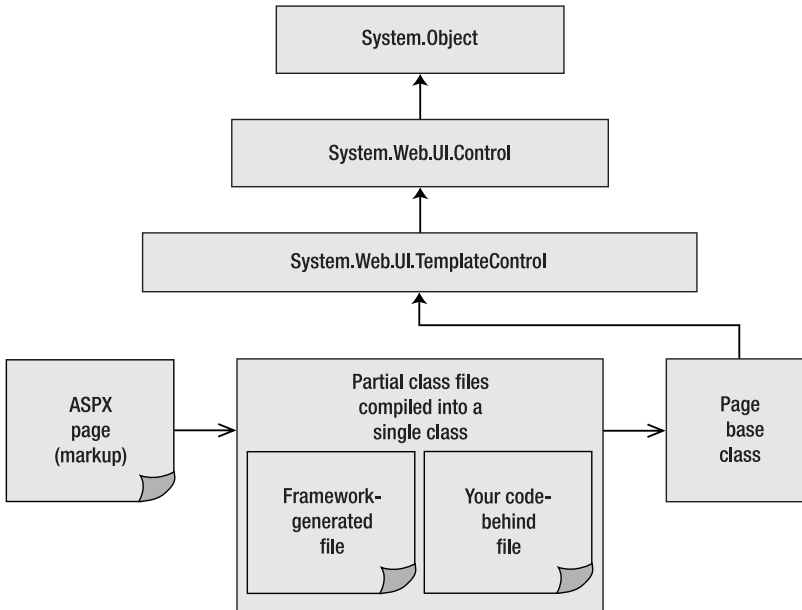 System.Object
System.Web.UI.Control
System.Web.UI.TemplateControl
ASPX
page
(markup)
Partial class files
compiled into a
single class
Framework-
generated
file
Your code-
behind
file
Page
base
class